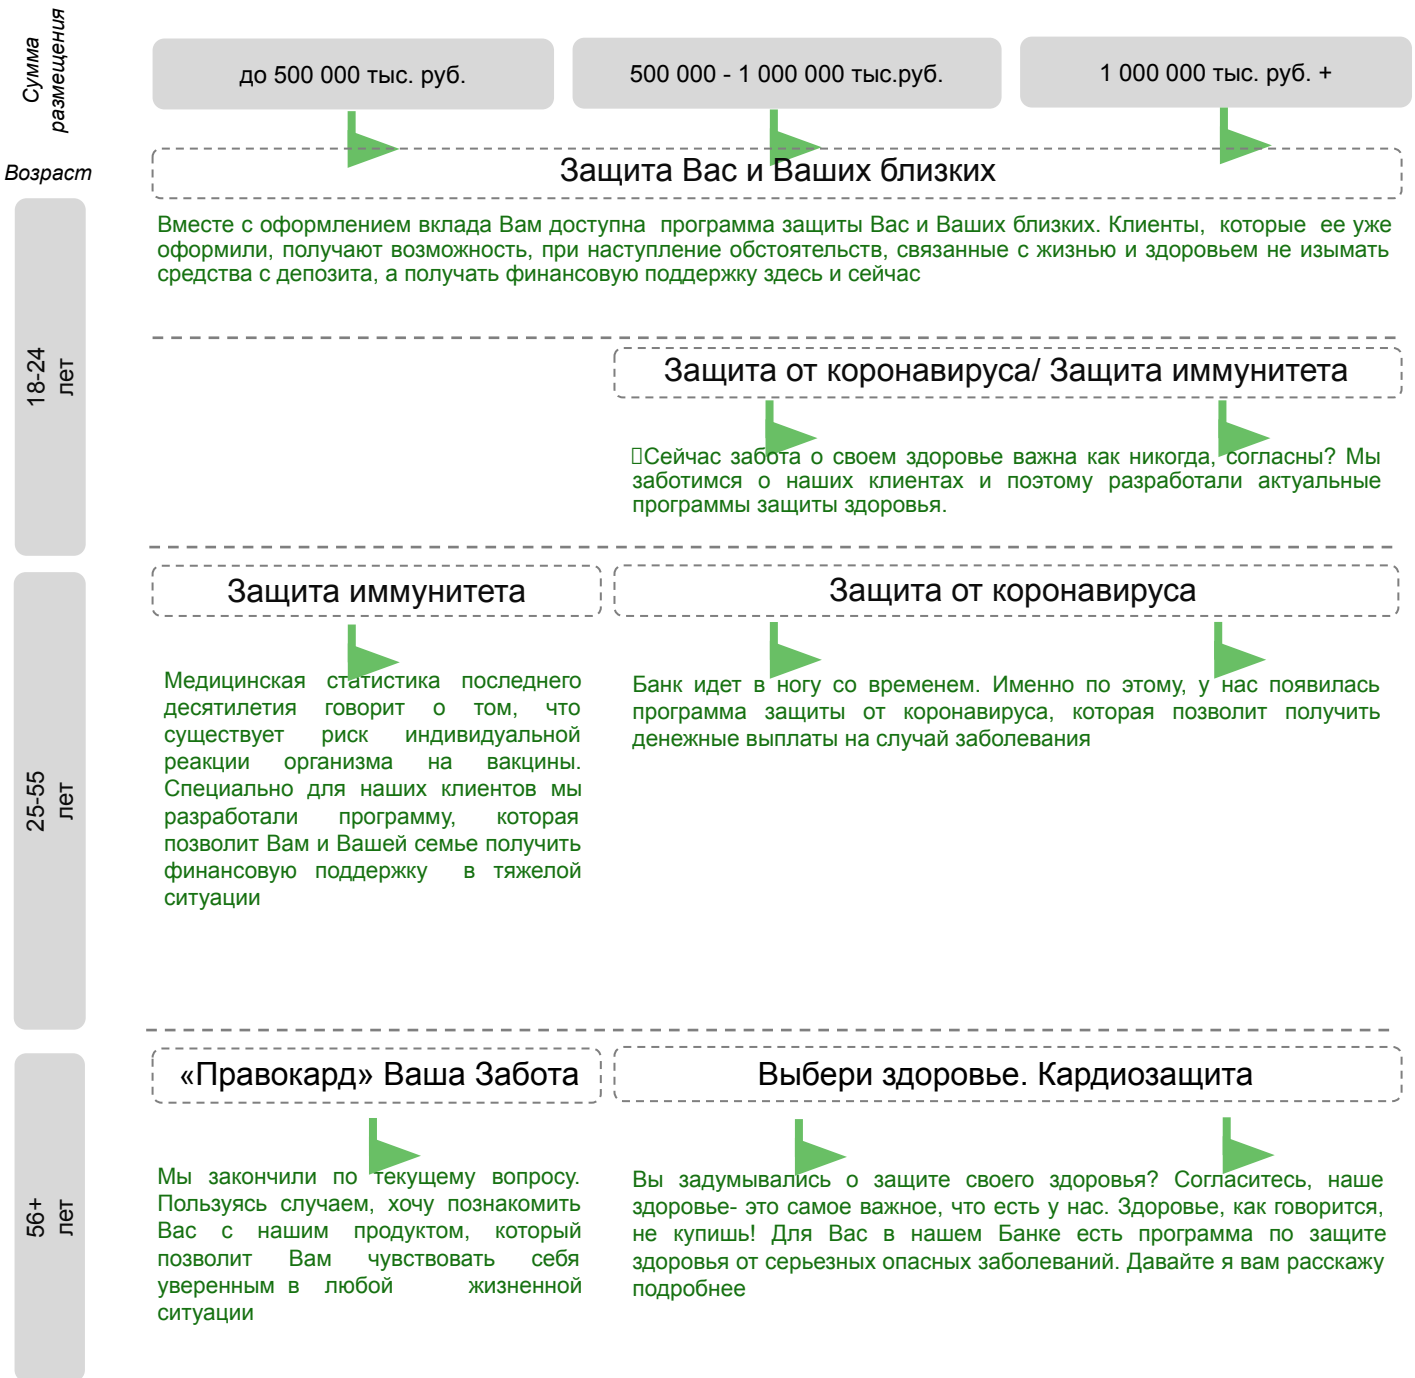 Сумма
размещения
до 500 000 тыс. руб.
500 000 - 1 000 000 тыс.руб.
1 000 000 тыс. руб. +
Возраст
Защита Вас и Ваших близких
Вместе с оформлением вклада Вам доступна программа защиты Вас и Ваших близких. Клиенты, которые ее уже
оформили, получают возможность, при наступление обстоятельств, связанные с жизнью и здоровьем не изымать
средства с депозита, а получать финансовую поддержку здесь и сейчас
18-24
лет
Защита от коронавируса/ Защита иммунитета
Сейчас забота о своем здоровье важна как никогда, согласны? Мы
заботимся о наших клиентах и поэтому разработали актуальные
программы защиты здоровья.
25-55
лет
Защита иммунитета
Медицинская статистика последнего
десятилетия говорит о том, что
существует риск индивидуальной
реакции организма на вакцины.
Специально для наших клиентов мы
разработали программу, которая
позволит Вам и Вашей семье получить
финансовую поддержку в тяжелой
ситуации
Защита от коронавируса
Банк идет в ногу со временем. Именно по этому, у нас появилась
программа защиты от коронавируса, которая позволит получить
денежные выплаты на случай заболевания
56+
лет
«Правокард» Ваша Забота
Мы закончили по текущему вопросу.
Пользуясь случаем, хочу познакомить
Вас с нашим продуктом, который
позволит Вам чувствовать себя
уверенным в любой жизненной
ситуации
Выбери здоровье. Кардиозащита
Вы задумывались о защите своего здоровья? Согласитесь, наше
здоровье- это самое важное, что есть у нас. Здоровье, как говорится,
не купишь! Для Вас в нашем Банке есть программа по защите
здоровья от серьезных опасных заболеваний. Давайте я вам расскажу
подробнее